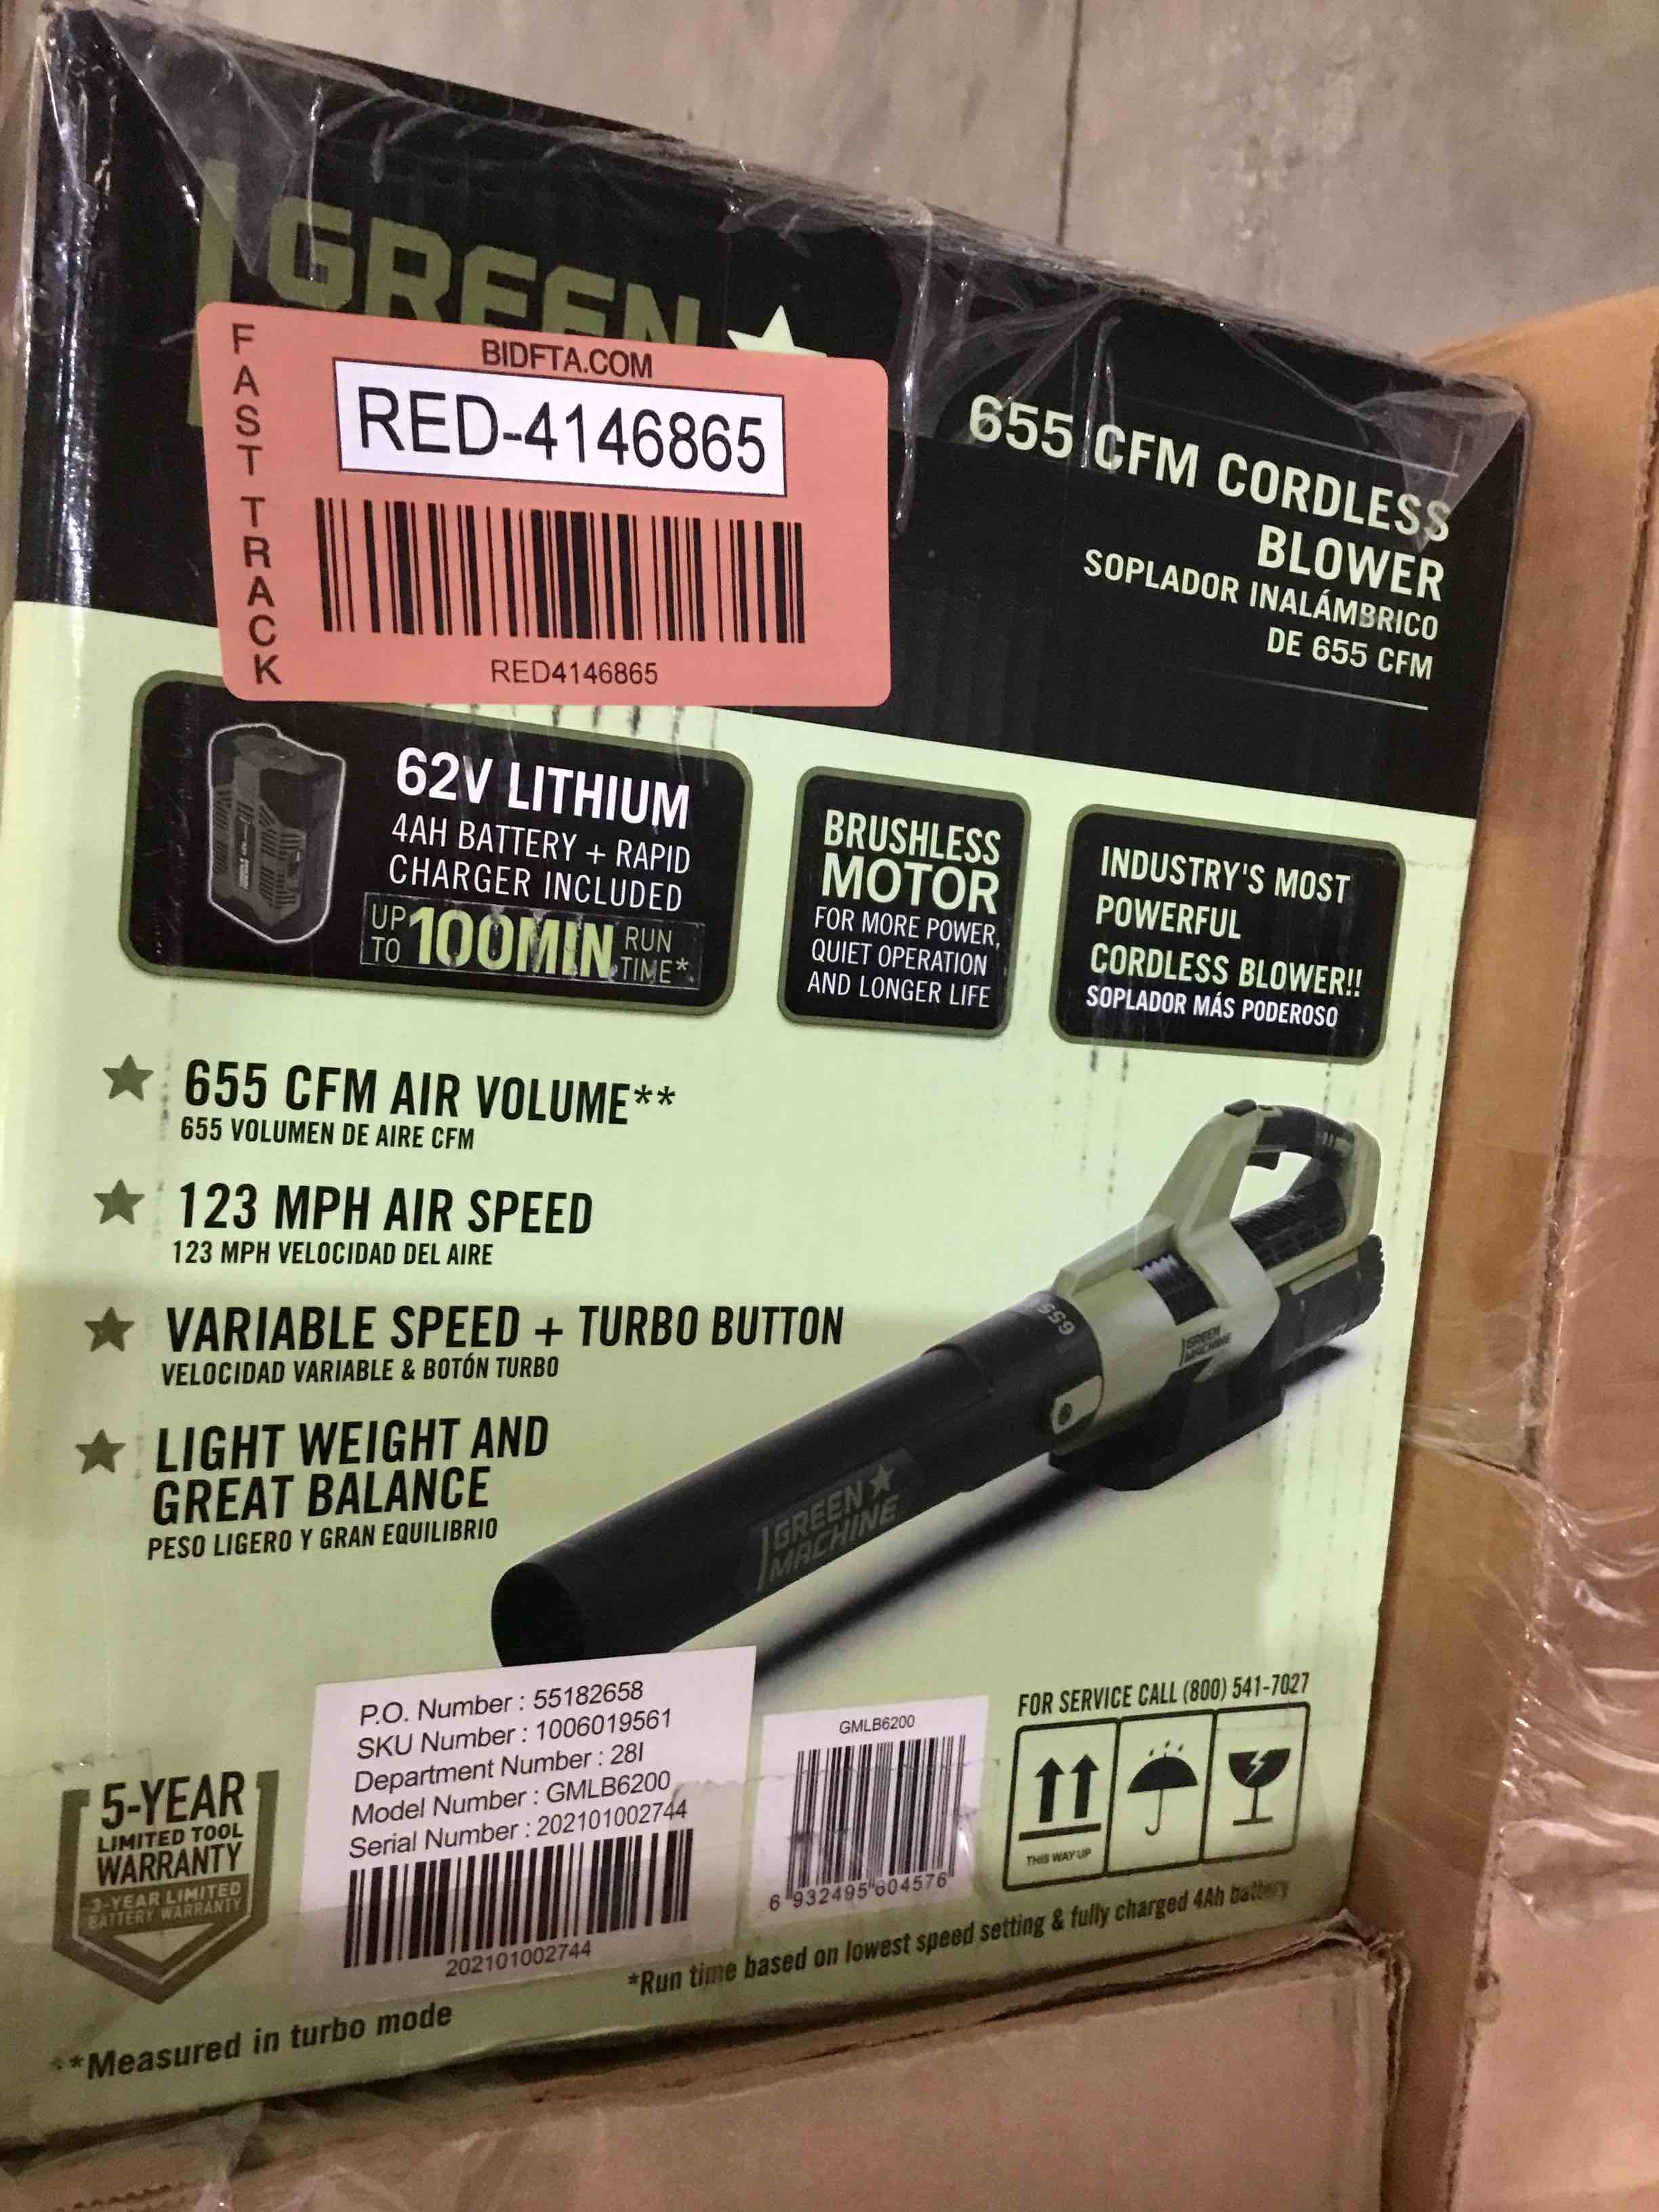 GREEN
FAST TRACK
BIDFTA.COM
RED-4146865
RED4146865
655 CFM CORDLESS
BLOWER
SOPLADOR INALÁMBRICO
DE 655 CFM
62V LITHIUM
4AH BATTERY + RAPID
CHARGER INCLUDED
UP TO 100MIN RUN TIME*
BRUSHLESS
MOTOR
FOR MORE POWER,
QUIET OPERATION
AND LONGER LIFE
INDUSTRY'S MOST
POWERFUL
CORDLESS BLOWER!!
SOPLADOR MÁS PODEROSO
655 CFM AIR VOLUME**
655 VOLUMEN DE AIRE CFM
123 MPH AIR SPEED
123 MPH VELOCIDAD DEL AIRE
VARIABLE SPEED + TURBO BUTTON
VELOCIDAD VARIABLE & BOTÓN TURBO
LIGHT WEIGHT AND
GREAT BALANCE
PESO LIGERO Y GRAN EQUILIBRIO
655
GREEN
MACHINE
GREEN
MACHINE
P.O. Number : 55182658
SKU Number : 1006019561
Department Number : 28I
Model Number : GMLB6200
Serial Number : 202101002744
202101002744
GMLB6200
6 932495 604576
FOR SERVICE CALL (800) 541-7027
THIS WAY UP
5-YEAR
LIMITED TOOL
WARRANTY
3-YEAR LIMITED
BATTERY WARRANTY
*Run time based on lowest speed setting & fully charged 4Ah battery
**Measured in turbo mode